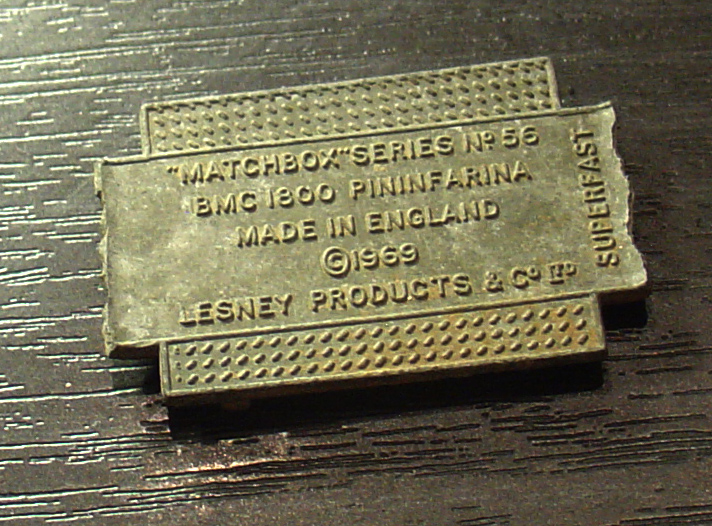 "MATCHBOX" SERIES Nº 56
BMC 1800 PININFARINA
MADE IN ENGLAND
©1969
LESNEY PRODUCTS & Cº LTD
SUPERFAST